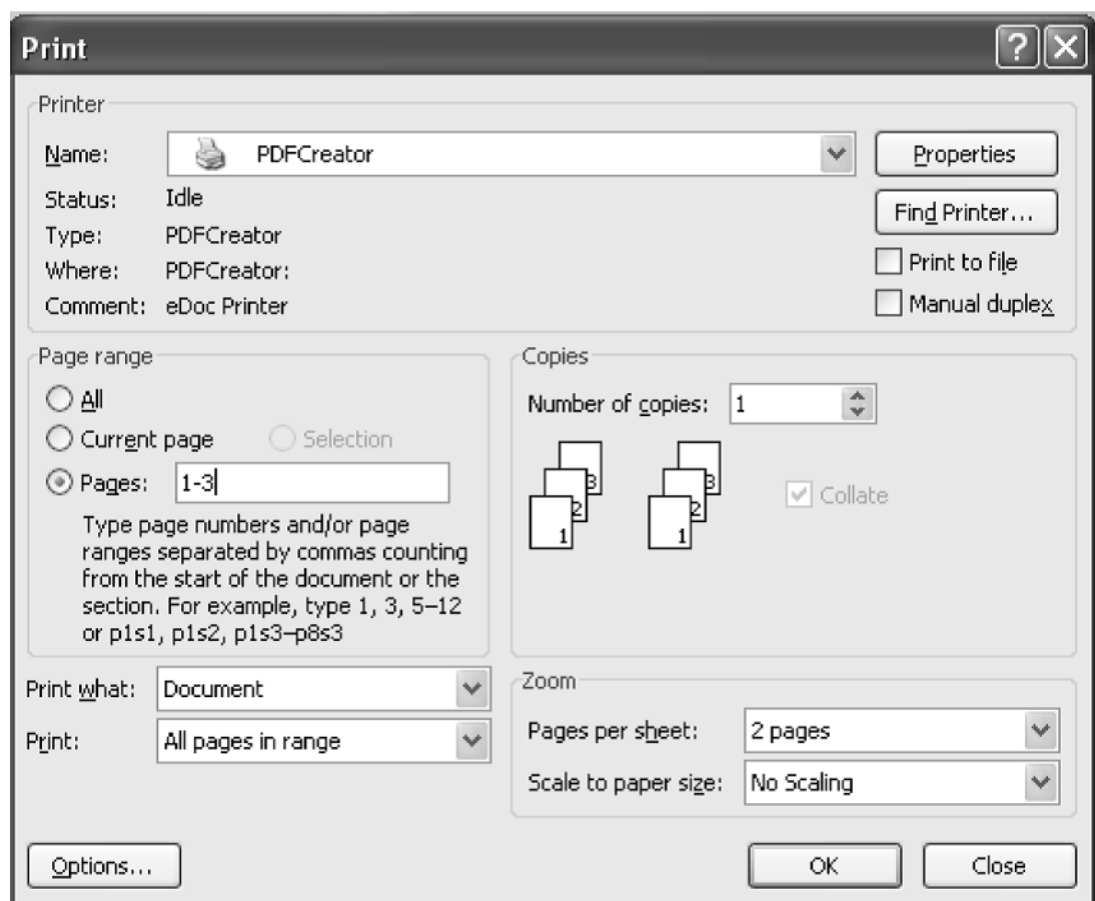 Print
Printer
Name: PDFCreator Properties
Status: Idle Find Printer...
Type: PDFCreator
Where: PDFCreator: Print to file
Comment: eDoc Printer Manual duplex
Page range
All
Current page Selection
Pages: 1-3
Type page numbers and/or page
ranges separated by commas counting
from the start of the document or the
section. For example, type 1, 3, 5–12
or p1s1, p1s2, p1s3–p8s3
Copies
Number of copies: 1
3 3
2 2
1 1
Collate
Print what: Document
Print: All pages in range
Zoom
Pages per sheet: 2 pages
Scale to paper size: No Scaling
Options... OK Close